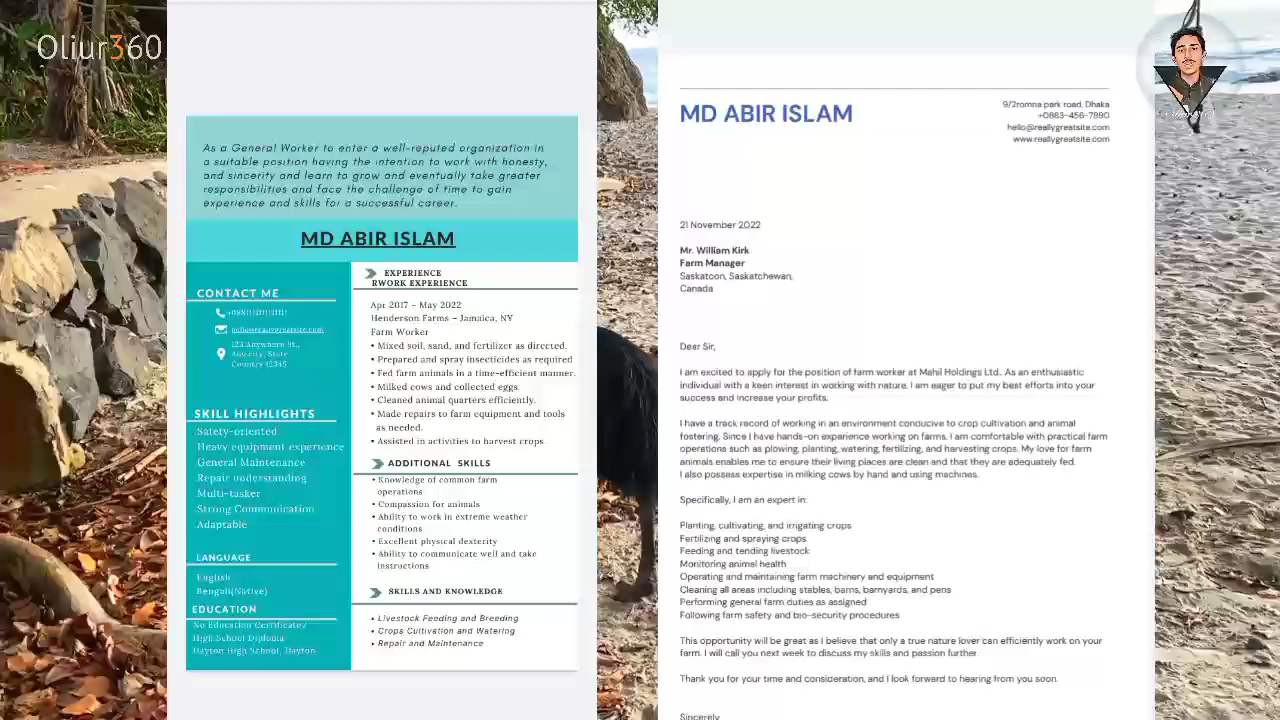 Oliur360
As a General Worker to enter well-reputed organization in
a suitable position having the intention to work with honesty,
and sincerity and learn to grow and eventually take greater
responsibilities and face the challenge of time to gain
experience and skills for a successful career.
MD ABIR ISLAM
CONTACT ME
hello@reallygreatsite.com
123 Anywhere St.,
Any city, State
Country 12345
SKILL HIGHLIGHTS
.Safety-oriented
Heavy equipment experience
General Maintenance
Repair understanding
Multi-tasker
Strong Communication
Adaptable
LANGUAGE
English
Bengali(Native)
EDUCATION
No Education Certificate/
High School Diploma
Dayton High School, Dayton
EXPERIENCE
RWORK EXPERIENCE
Apr 2017 – May 2022
Henderson Farms – Jamaica, NY
Farm Worker
• Mixed soil, sand, and fertilizer as directed.
• Prepared and spray insecticides as required
• Fed farm animals in a time-efficient manner.
• Milked cows and collected eggs.
• Cleaned animal quarters efficiently.
• Made repairs to farm equipment and tools
as needed.
• Assisted in activities to harvest crops.
ADDITIONAL SKILLS
• Knowledge of common farm
operations
• Compassion for animals
• Ability to work in extreme weather
conditions
• Excellent physical dexterity
• Ability to communicate well and take
instructions
SKILLS AND KNOWLEDGE
• Livestock Feeding and Breeding
• Crops Cultivation and Watering
• Repair and Maintenance
MD ABIR ISLAM
9/2romna park road, Dhaka
+0883-456-7890
hello@reallygreatsite.com
www.reallygreatsite.com
21 November 2022
Mr. William Kirk
Farm Manager
Saskatoon, Saskatchewan,
Canada
Dear Sir,
I am excited to apply for the position of farm worker at Mahil Holdings Ltd.. As an enthusiastic
individual with a keen interest in working with nature, I am eager to put my best efforts into your
success and increase your profits.
I have a track record of working in an environment conducive to crop cultivation and animal
fostering. Since I have hands-on experience working on farms. I am comfortable with practical farm
operations such as plowing, planting, watering, fertilizing, and harvesting crops. My love for farm
animals enables me to ensure their living places are clean and that they are adequately fed.
I also possess expertise in milking cows by hand and using machines.
Specifically, I am an expert in:
Planting, cultivating, and irrigating crops
Fertilizing and spraying crops
Feeding and tending livestock
Monitoring animal health
Operating and maintaining farm machinery and equipment
Cleaning all areas including stables, barns, barnyards, and pens
Performing general farm duties as assigned
Following farm safety and bio-security procedures
This opportunity will be great as I believe that only a true nature lover can efficiently work on your
farm. I will call you next week to discuss my skills and passion further.
Thank you for your time and consideration, and I look forward to hearing from you soon.
Sincerely